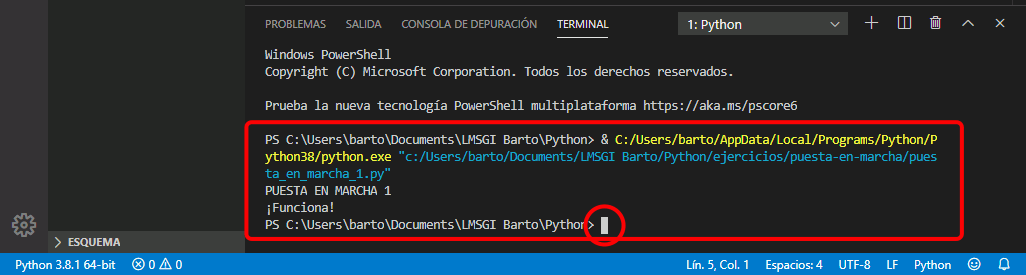 PROBLEMAS SALIDA CONSOLA DE DEPURACIÓN TERMINAL 1: Python
Windows PowerShell
Copyright (C) Microsoft Corporation. Todos los derechos reservados.
Prueba la nueva tecnología PowerShell multiplataforma https://aka.ms/pscore6
PS C:\Users\barto\Documents\LMSGI Barto\Python> & C:/Users/barto/AppData/Local/Programs/Python/P
ython38/python.exe "c:/Users/barto/Documents/LMSGI Barto/Python/ejercicios/puesta-en-marcha/pues
ta_en_marcha_1.py"
PUESTA EN MARCHA 1
¡Funciona!
PS C:\Users\barto\Documents\LMSGI Barto\Python>
ESQUEMA
Python 3.8.1 64-bit 0 0 Lín. 5, Col. 1 Espacios: 4 UTF-8 LF Python